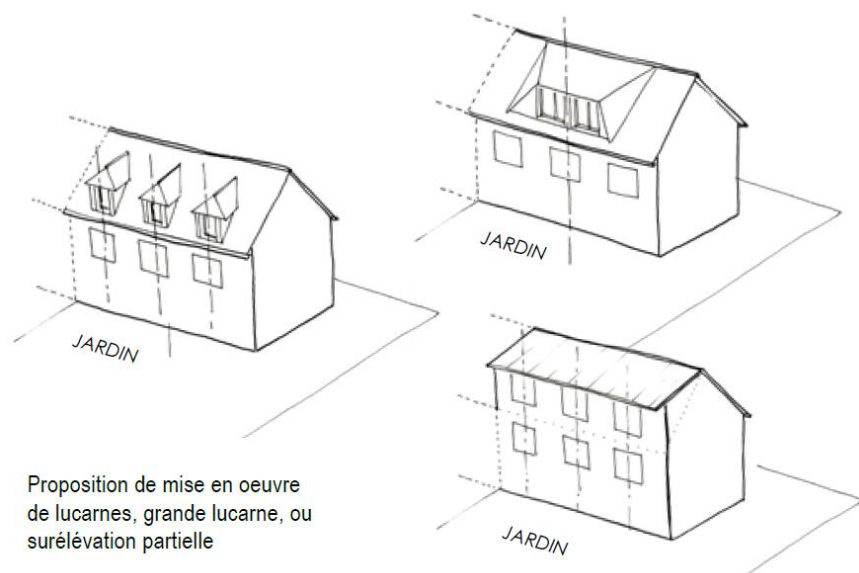 JARDIN
JARDIN
JARDIN
Proposition de mise en oeuvre
de lucarnes, grande lucarne, ou
surélévation partielle